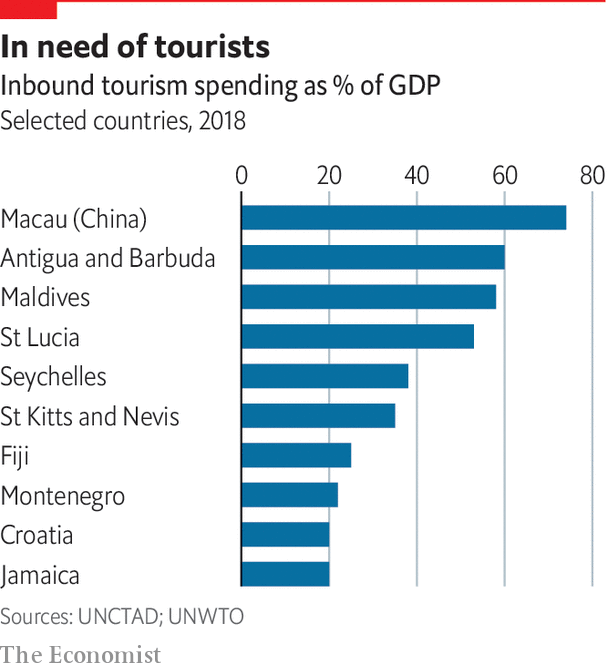 In need of tourists
Inbound tourism spending as % of GDP
Selected countries, 2018
0 20 40 60 80
Macau (China)
Antigua and Barbuda
Maldives
St Lucia
Seychelles
St Kitts and Nevis
Fiji
Montenegro
Croatia
Jamaica
Sources: UNCTAD; UNWTO
The Economist